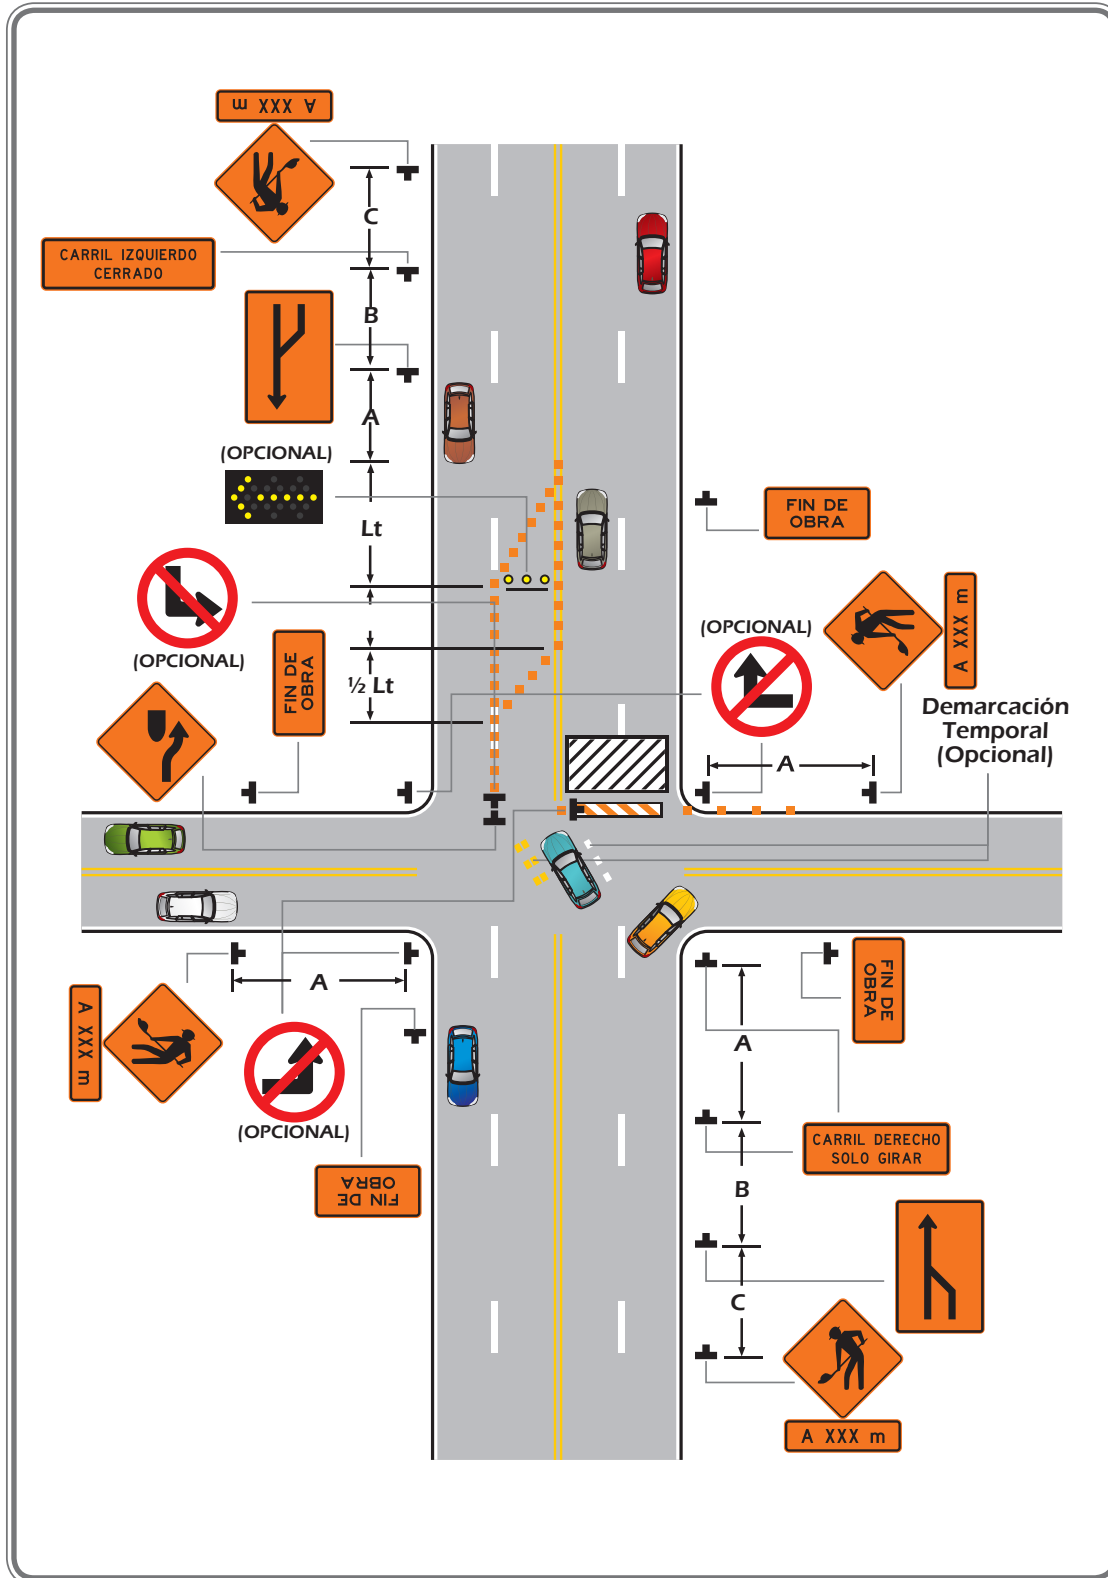 A XXX m
C
CARRIL IZQUIERDO
CERRADO
B
A
(OPCIONAL)
Lt
FIN DE
OBRA
A XXX m
(OPCIONAL)
(OPCIONAL)
FIN DE
OBRA
½ Lt
Demarcación
Temporal
(Opcional)
A
A
FIN DE
OBRA
A XXX m
A
(OPCIONAL)
CARRIL DERECHO
SOLO GIRAR
FIN DE
OBRA
B
C
A XXX m